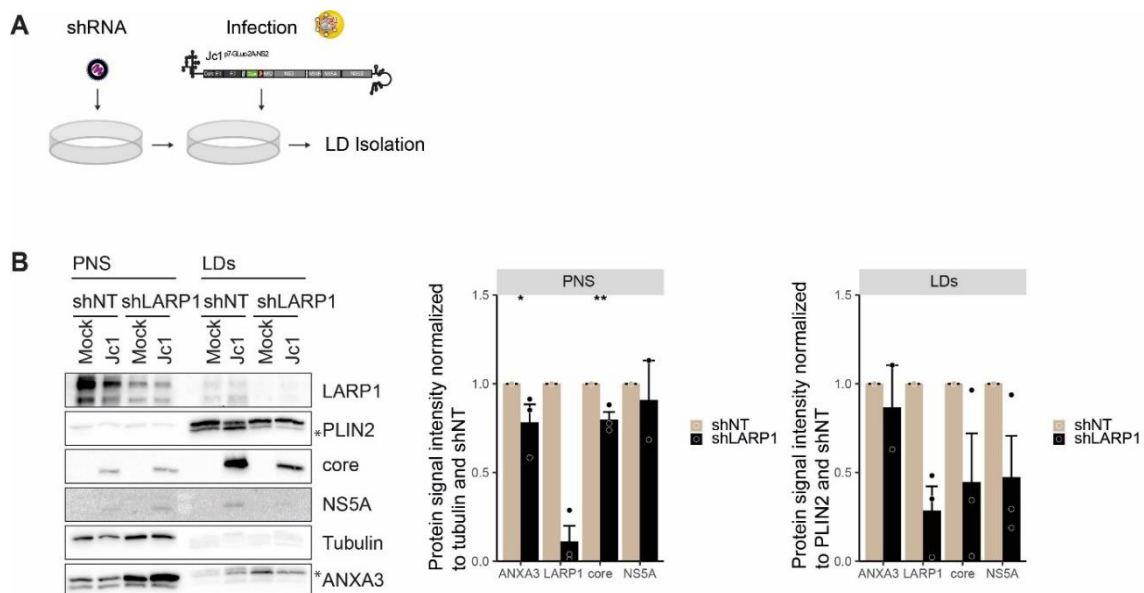 A
shRNA
Infection
Jc1p7-GLuc2A-NS2
LD Isolation
B
PNS LDs
shNT shLARP1 shNT shLARP1
Mock Jc1 Mock Jc1 Mock Jc1 Mock Jc1
LARP1
*PLIN2
core
NS5A
Tubulin
*ANXA3
Protein signal intensity normalized
to tubulin and shNT
PNS
* **
1.5
1.0
0.5
0.0
ANXA3 LARP1 core NS5A
shNT
shLARP1
Protein signal intensity normalized
to PLIN2 and shNT
LDs
1.5
1.0
0.5
0.0
ANXA3 LARP1 core NS5A
shNT
shLARP1